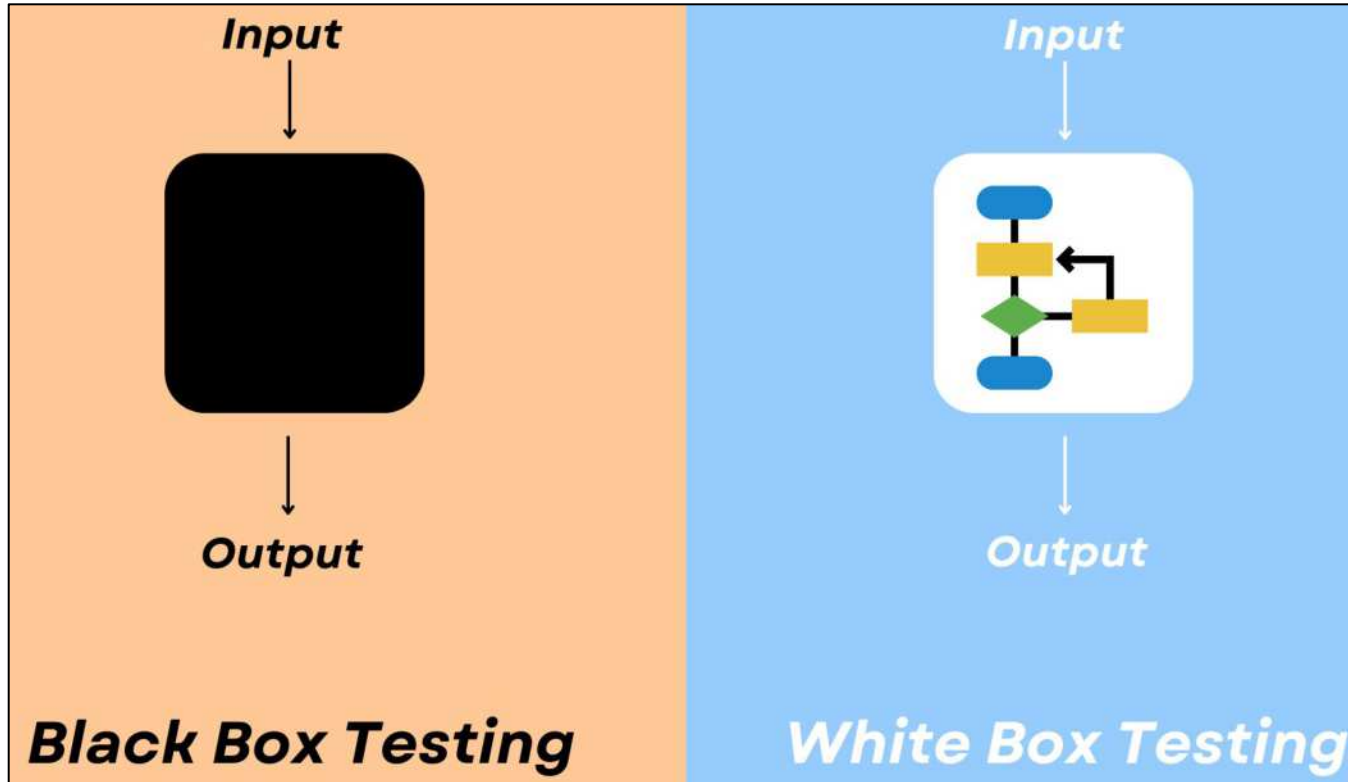 Input
Output
Black Box Testing
Input
Output
White Box Testing